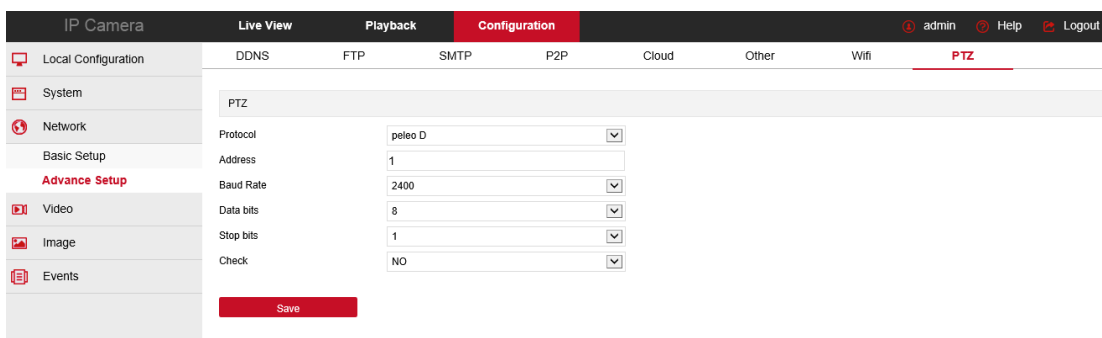 IP Camera Live View Playback Configuration admin Help Logout
Local Configuration
System
Network
Basic Setup
Advance Setup
Video
Image
Events
DDNS FTP SMTP P2P Cloud Other Wifi PTZ
PTZ
Protocol peleo D
Address 1
Baud Rate 2400
Data bits 8
Stop bits 1
Check NO
Save